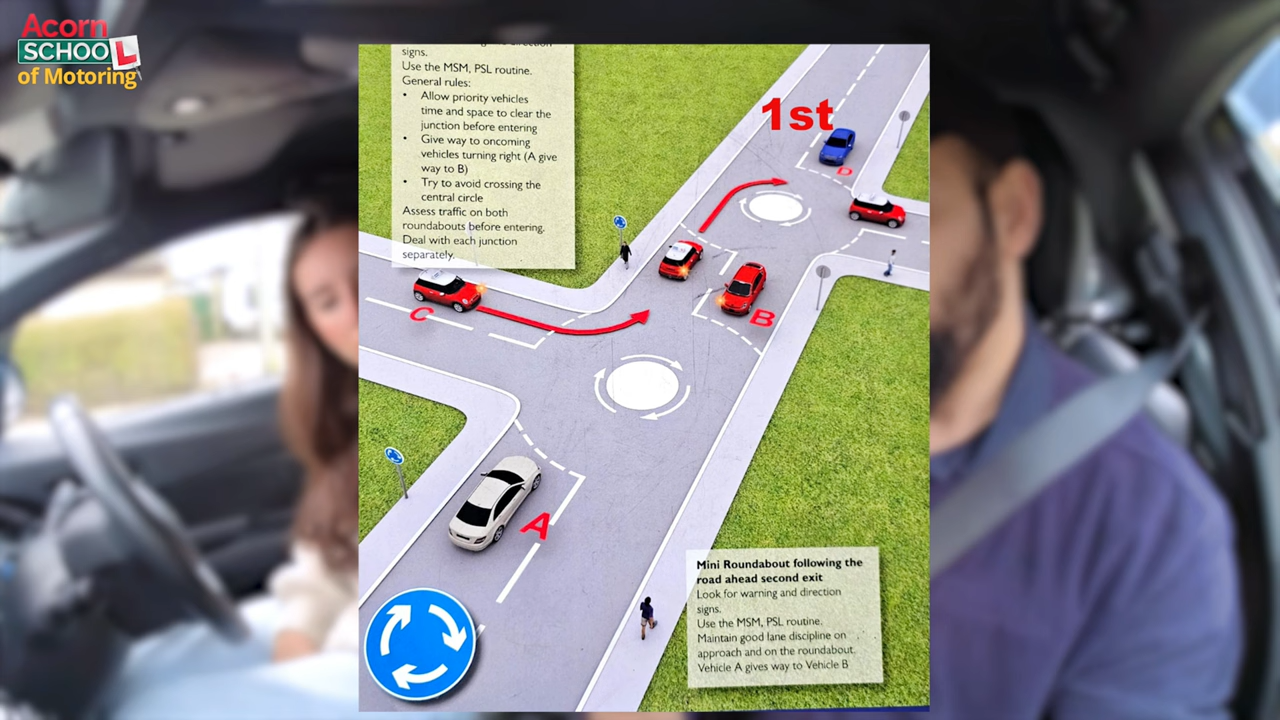 Acorn
SCHOOL
of Motoring
direction
signs.
Use the MSM, PSL routine.
General rules:
• Allow priority vehicles
time and space to clear the
junction before entering
• Give way to oncoming
vehicles turning right (A give
way to B)
• Try to avoid crossing the
central circle
Assess traffic on both
roundabouts before entering.
Deal with each junction
separately.
1st
D
C
B
A
Mini Roundabout following the
road ahead second exit
Look for warning and direction
signs.
Use the MSM, PSL routine.
Maintain good lane discipline on
approach and on the roundabout.
Vehicle A gives way to Vehicle B